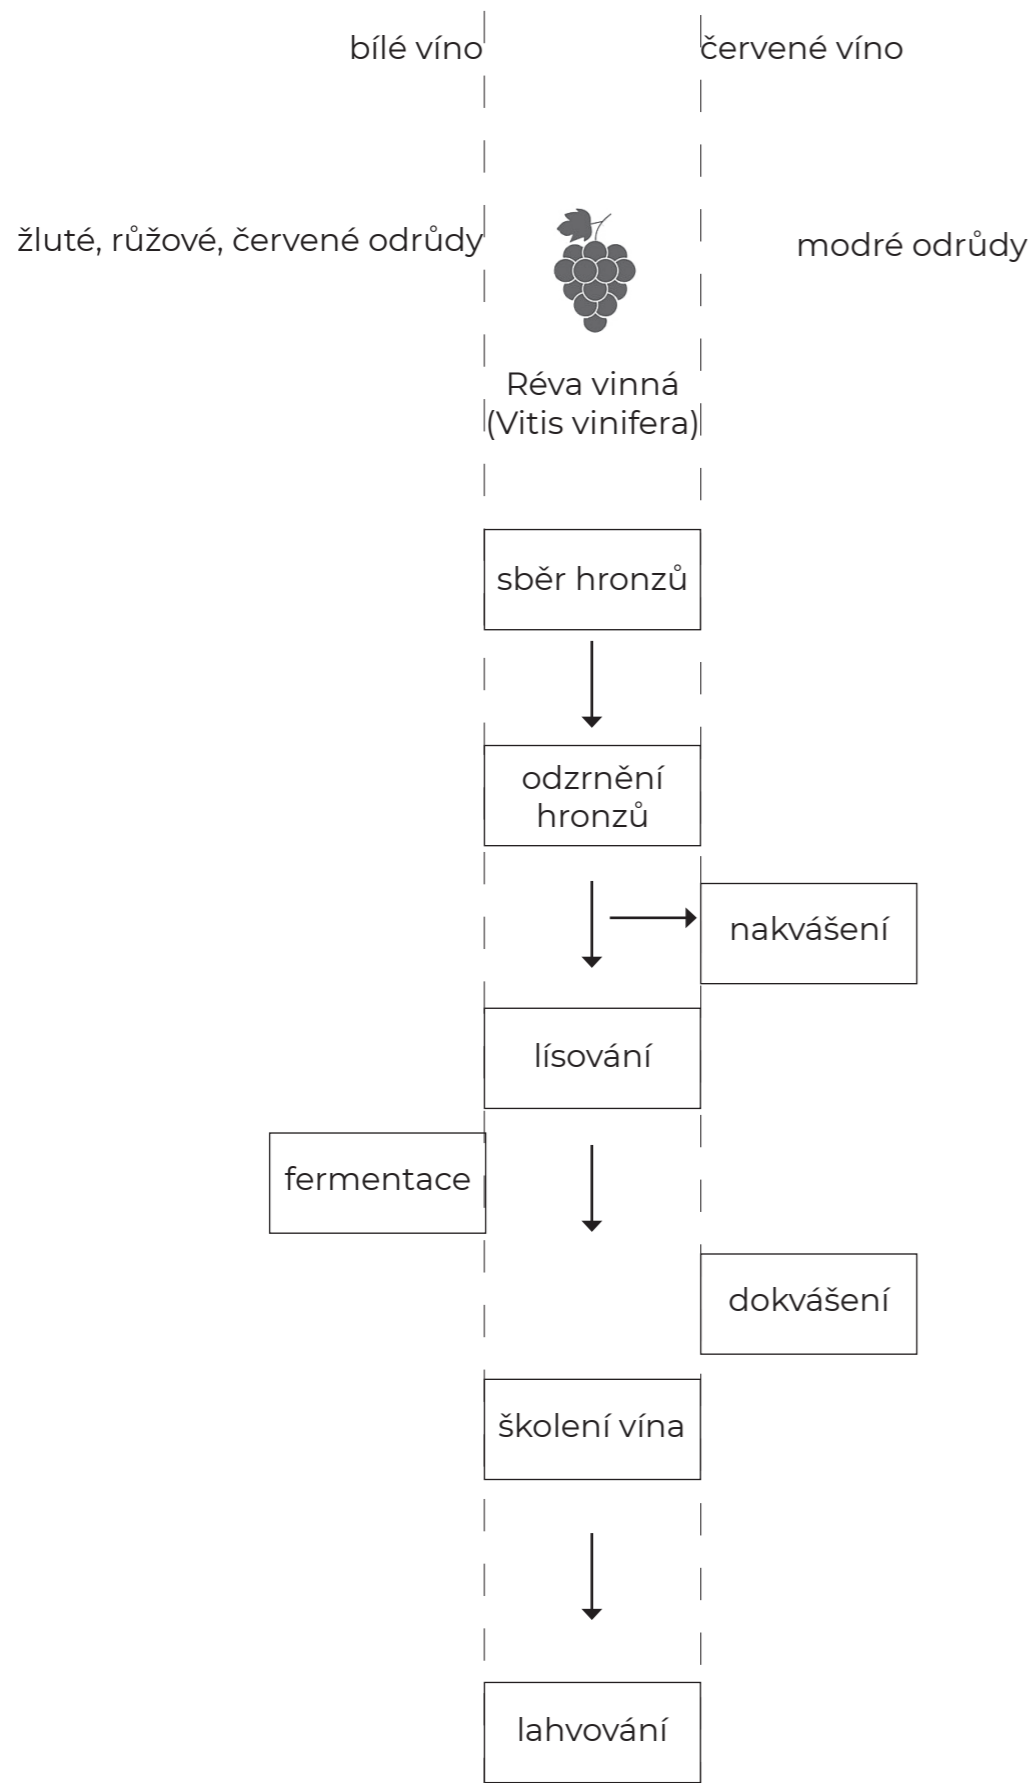 bílé víno
červené víno
žluté, růžové, červené odrůdy
modré odrůdy
Réva vinná
(Vitis vinifera)
sběr hronzů
odzrnění
hronzů
nakvášení
lísování
fermentace
dokvášení
školení vína
lahvování